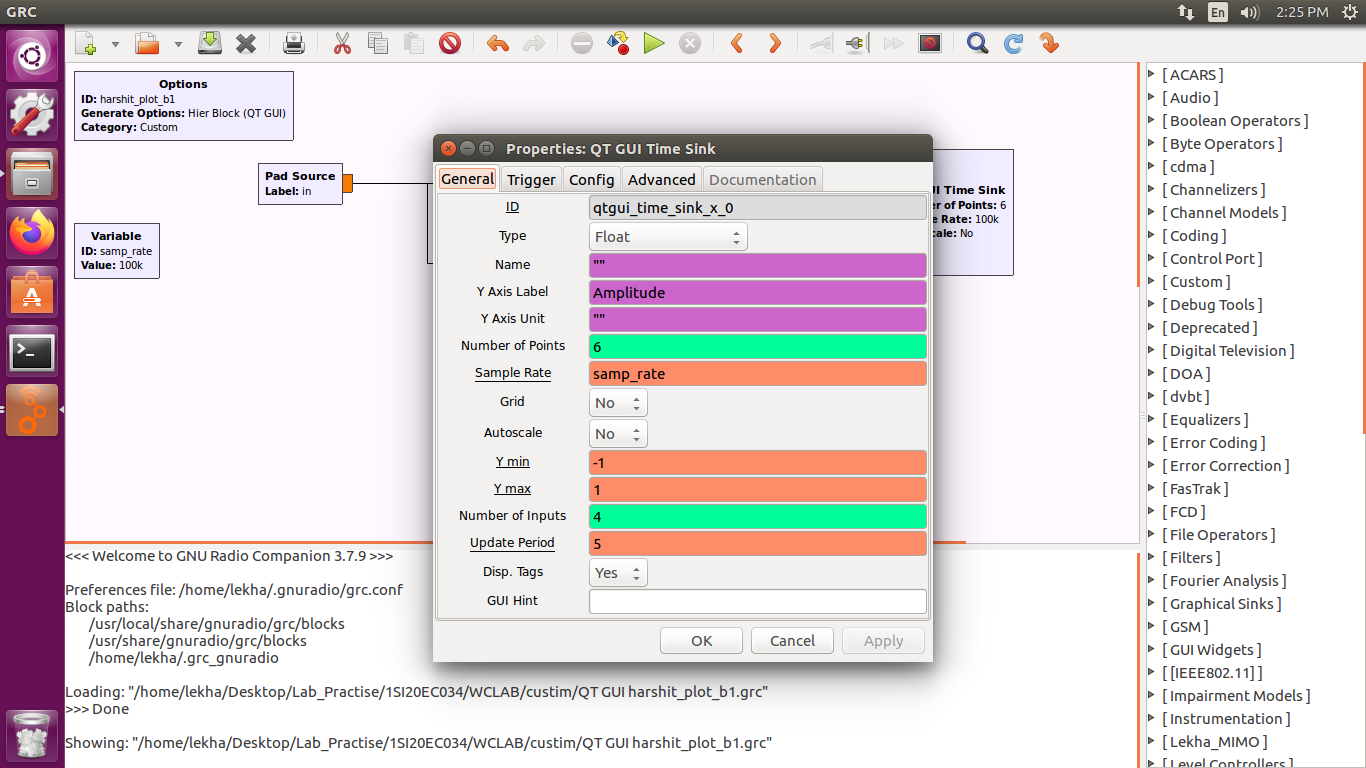 GRC
En
2:25 PM
Options
ID: harshit_plot_b1
Generate Options: Hier Block (QT GUI)
Category: Custom
Pad Source
Label: in
Variable
ID: samp_rate
Value: 100k
UI Time Sink
er of Points: 6
e Rate: 100k
cale: No
Properties: QT GUI Time Sink
General
Trigger
Config
Advanced
Documentation
ID
qtgui_time_sink_x_0
Type
Float
Name
""
Y Axis Label
Amplitude
Y Axis Unit
""
Number of Points
6
Sample Rate
samp_rate
Grid
No
Autoscale
No
Y min
-1
Y max
1
Number of Inputs
4
Update Period
5
Disp. Tags
Yes
GUI Hint
OK
Cancel
Apply
<<< Welcome to GNU Radio Companion 3.7.9 >>>
Preferences file: /home/lekha/.gnuradio/grc.conf
Block paths:
/usr/local/share/gnuradio/grc/blocks
/usr/share/gnuradio/grc/blocks
/home/lekha/.grc_gnuradio
Loading: "/home/lekha/Desktop/Lab_Practise/1SI20EC034/WCLAB/custim/QT GUI harshit_plot_b1.grc"
>>> Done
Showing: "/home/lekha/Desktop/Lab_Practise/1SI20EC034/WCLAB/custim/QT GUI harshit_plot_b1.grc"
[ ACARS ]
[ Audio ]
[ Boolean Operators ]
[ Byte Operators ]
[ cdma ]
[ Channelizers ]
[ Channel Models ]
[ Coding ]
[ Control Port ]
[ Custom ]
[ Debug Tools ]
[ Deprecated ]
[ Digital Television ]
[ DOA ]
[ dvbt ]
[ Equalizers ]
[ Error Coding ]
[ Error Correction ]
[ FasTrak ]
[ FCD ]
[ File Operators ]
[ Filters ]
[ Fourier Analysis ]
[ Graphical Sinks ]
[ GSM ]
[ GUI Widgets ]
[ [IEEE802.11] ]
[ Impairment Models ]
[ Instrumentation ]
[ Lekha_MIMO ]
[ Level Controllers ]